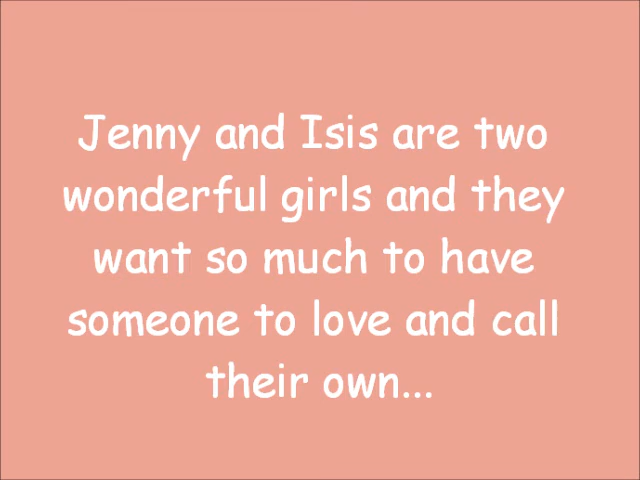 Jenny and Isis are two
wonderful girls and they
want so much to have
someone to love and call
their own...